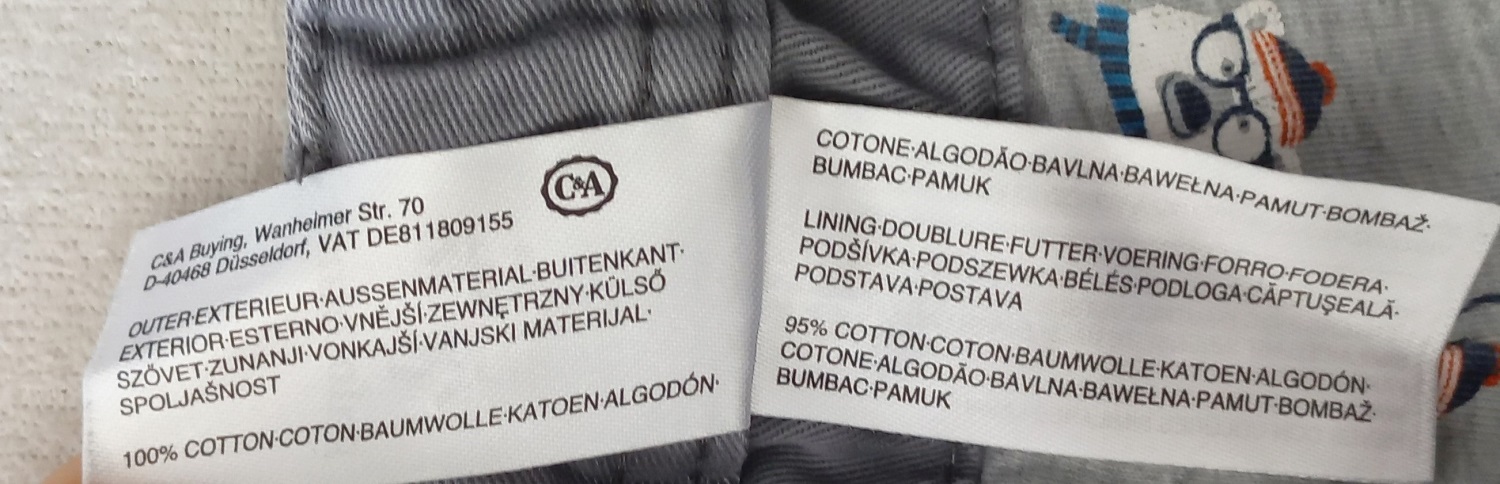 C&A Buying, Wanheimer Str. 70
D-40468 Düsseldorf, VAT DE811809155
C&A
OUTER·EXTERIEUR·AUSSENMATERIAL·BUITENKANT·
EXTERIOR·ESTERNO·VNĚJŠÍ·ZEWNĘTRZNY·KÜLSŐ
SZÖVET·ZUNANJI·VONKAJŠÍ·VANJSKI MATERIJAL·
SPOLJAŠNOST
100% COTTON·COTON·BAUMWOLLE·KATOEN·ALGODÓN·
COTONE·ALGODÃO·BAVLNA·BAWEŁNA·PAMUT·BOMBAŽ·
BUMBAC·PAMUK
LINING·DOUBLURE·FUTTER·VOERING·FORRO·FODERA·
PODŠÍVKA·PODSZEWKA·BÉLÉS·PODLOGA·CĂPTUŞEALĂ·
PODSTAVA·POSTAVA
95% COTTON·COTON·BAUMWOLLE·KATOEN·ALGODÓN·
COTONE·ALGODÃO·BAVLNA·BAWEŁNA·PAMUT·BOMBAŽ·
BUMBAC·PAMUK